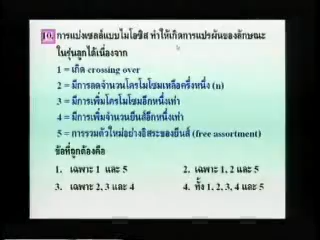 10. การแบ่งเซลล์แบบไมโอซิส ทำให้เกิดการแปรผันของลักษณะ
ในรุ่นลูกได้เนื่องจาก
1 = เกิด crossing over
2 = มีการลดจำนวนโครโมโซมเหลือครึ่งหนึ่ง (n)
3 = มีการเพิ่มโครโมโซมอีกหนึ่งเท่า
4 = มีการเพิ่มจำนวนยีนส์อีกหนึ่งเท่า
5 = การรวมตัวใหม่อย่างอิสระของยีนส์ (free assortment)
ข้อที่ถูกต้องคือ
1. เฉพาะ 1 และ 5 2. เฉพาะ 1, 2 และ 5
3. เฉพาะ 2, 3 และ 4 4. ทั้ง 1, 2, 3, 4 และ 5